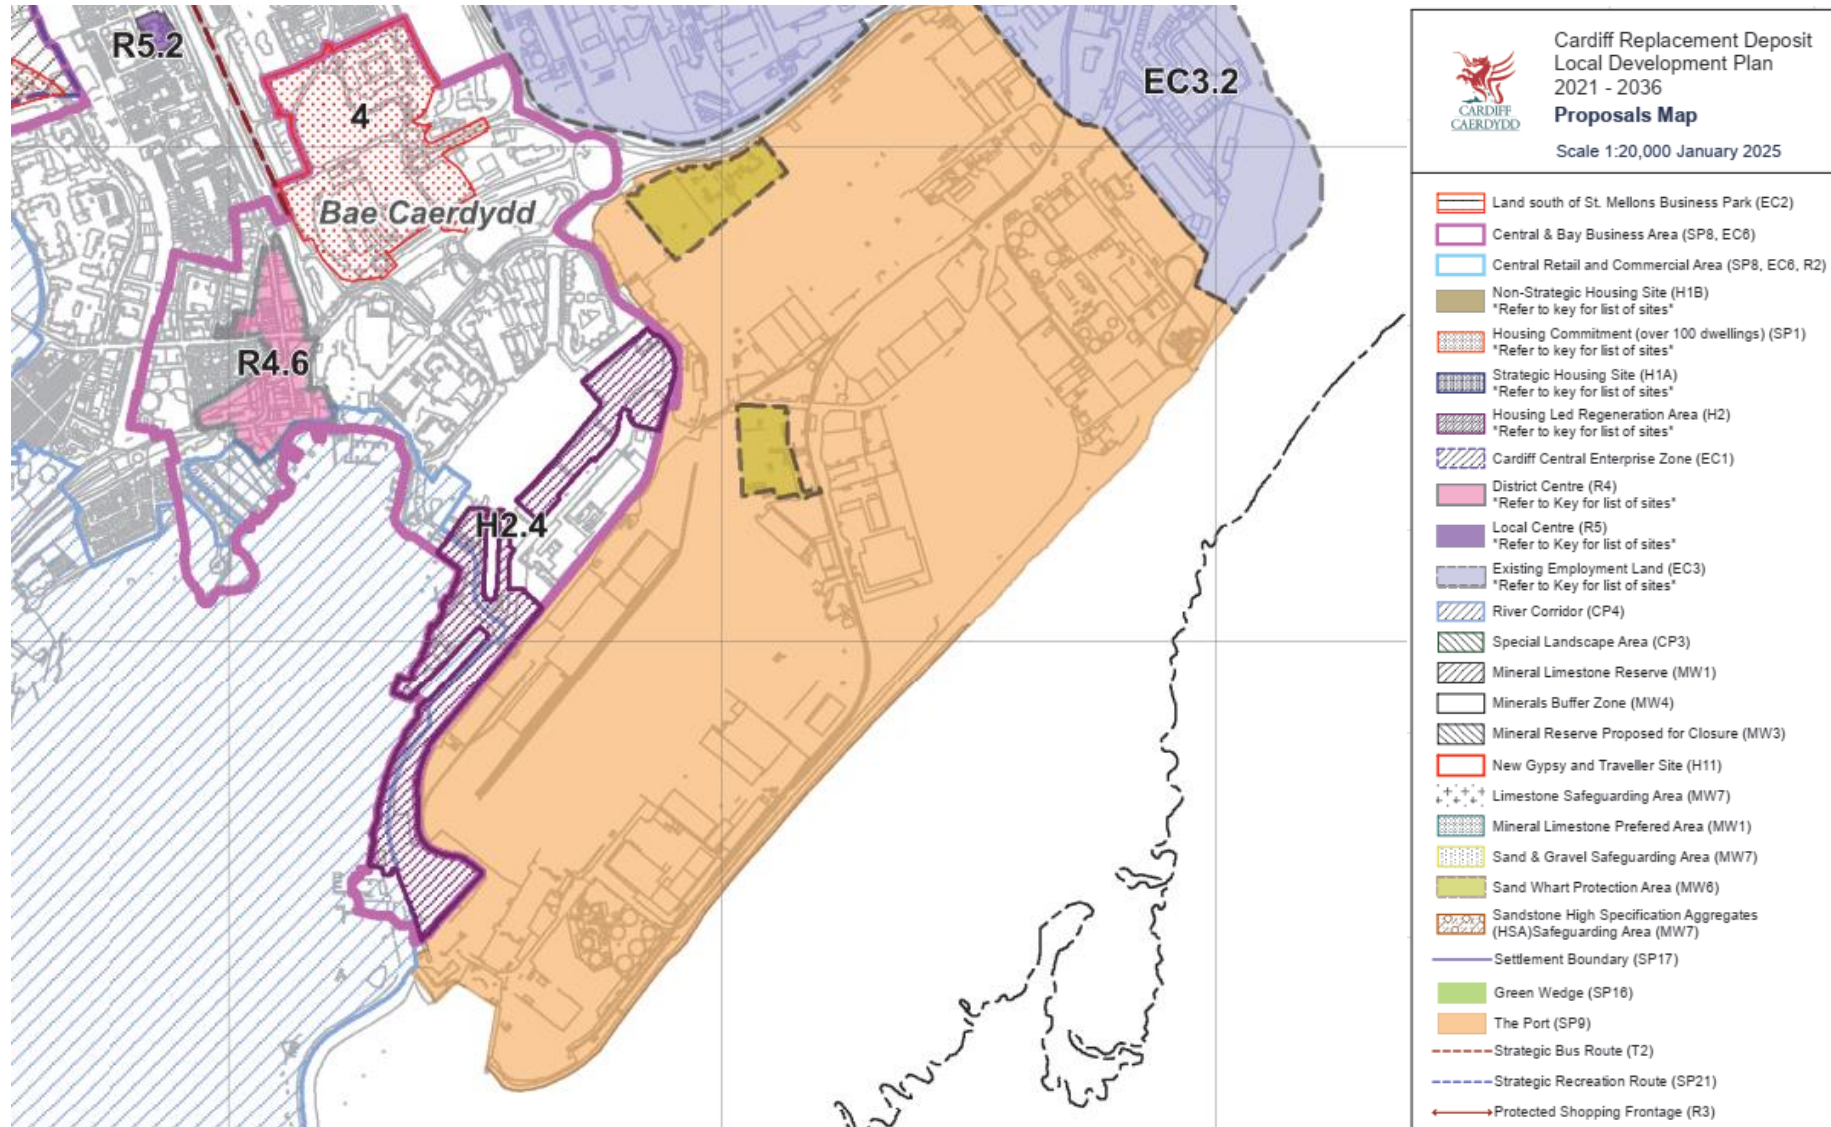 R5.2
4
Bae Caerdydd
R4.6
H2.4
EC3.2
CARDIFF
CAERDYDD
Cardiff Replacement Deposit
Local Development Plan
2021 - 2036
Proposals Map
Scale 1:20,000 January 2025
Land south of St. Mellons Business Park (EC2)
Central & Bay Business Area (SP8, EC6)
Central Retail and Commercial Area (SP8, EC6, R2)
Non-Strategic Housing Site (H1B)
"Refer to key for list of sites"
Housing Commitment (over 100 dwellings) (SP1)
"Refer to key for list of sites"
Strategic Housing Site (H1A)
"Refer to key for list of sites"
Housing Led Regeneration Area (H2)
"Refer to key for list of sites"
Cardiff Central Enterprise Zone (EC1)
District Centre (R4)
"Refer to Key for list of sites"
Local Centre (R5)
"Refer to Key for list of sites"
Existing Employment Land (EC3)
"Refer to Key for list of sites"
River Corridor (CP4)
Special Landscape Area (CP3)
Mineral Limestone Reserve (MW1)
Minerals Buffer Zone (MW4)
Mineral Reserve Proposed for Closure (MW3)
New Gypsy and Traveller Site (H11)
Limestone Safeguarding Area (MW7)
Mineral Limestone Prefered Area (MW1)
Sand & Gravel Safeguarding Area (MW7)
Sand Whart Protection Area (MW6)
Sandstone High Specification Aggregates
(HSA)Safeguarding Area (MW7)
Settlement Boundary (SP17)
Green Wedge (SP16)
The Port (SP9)
Strategic Bus Route (T2)
Strategic Recreation Route (SP21)
Protected Shopping Frontage (R3)